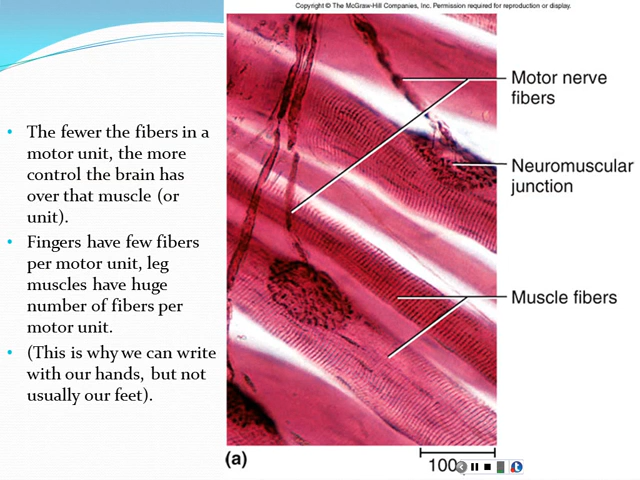 Copyright © The McGraw-Hill Companies, Inc. Permission required for reproduction or display.
• The fewer the fibers in a
motor unit, the more
control the brain has
over that muscle (or
unit).
• Fingers have few fibers
per motor unit, leg
muscles have huge
number of fibers per
motor unit.
• (This is why we can write
with our hands, but not
usually our feet).
Motor nerve
fibers
Neuromuscular
junction
Muscle fibers
(a)
100